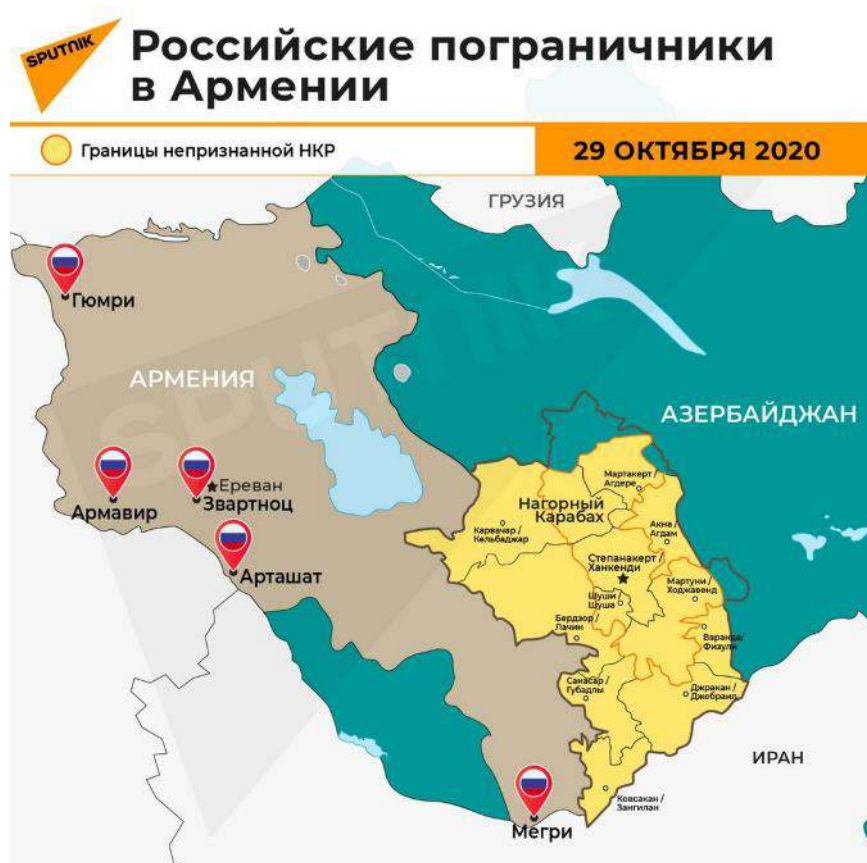 SPUTNIK
Российские пограничники
в Армении
Границы непризнанной НКР
29 ОКТЯБРЯ 2020
ГРУЗИЯ
Гюмри
АРМЕНИЯ
АЗЕРБАЙДЖАН
Армавир
Ереван
Звартноц
Арташат
Нагорный
Карабах
Мартакерт /
Агдере
Карвачар /
Кельбаджар
Акна /
Агдам
Степанакерт /
Ханкенди
Мартуни /
Ходжавенд
Шуши /
Шуша
Бердзор /
Лачин
Варанда /
Физули
Санасар /
Губадлы
Джракан /
Джебраил
ИРАН
Ковсакан /
Зангилан
Мегри
SPUTNIK